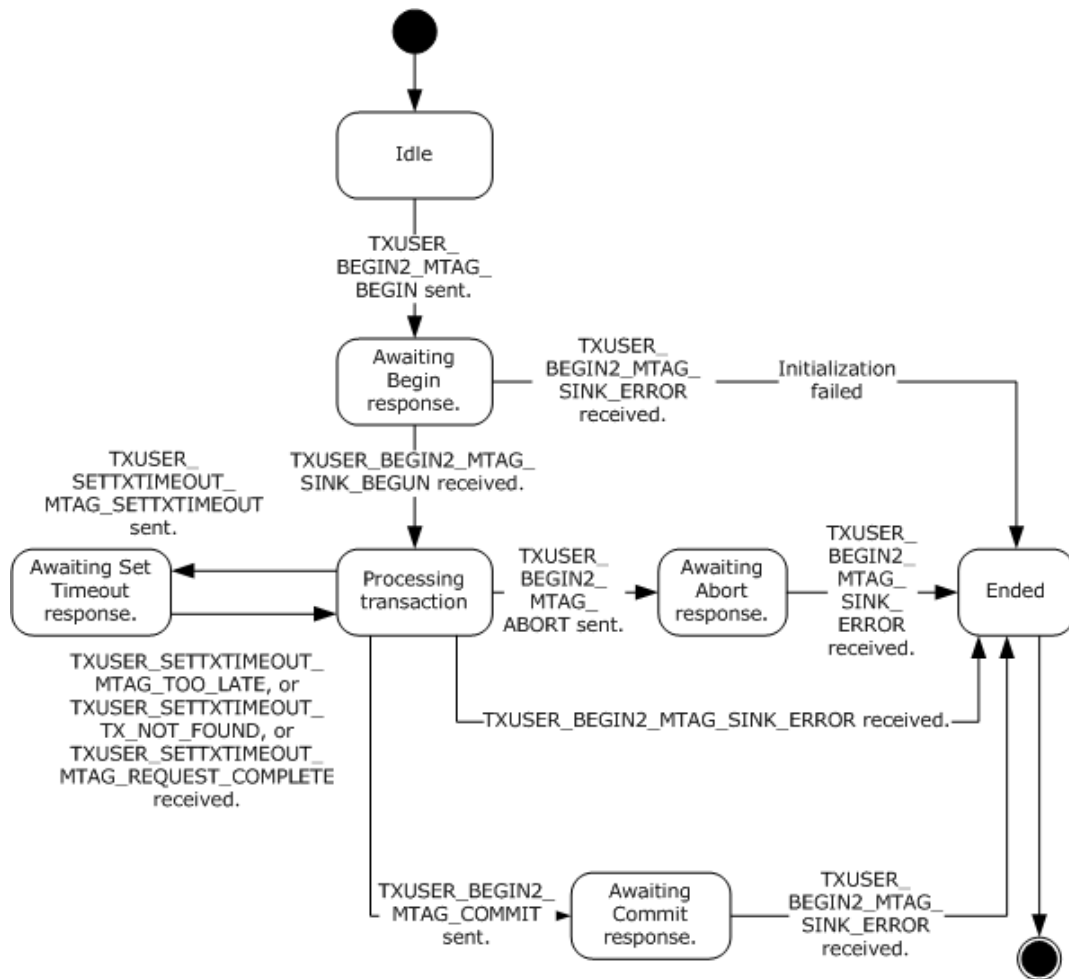 Idle
TXUSER_
BEGIN2_MTAG_
BEGIN sent.
Awaiting
Begin
response.
TXUSER_
BEGIN2_MTAG_
SINK_ERROR
received.
Initialization
failed
TXUSER_BEGIN2_MTAG_
SINK_BEGUN received.
TXUSER_
SETTXTIMEOUT_
MTAG_SETTXTIMEOUT
sent.
Awaiting Set
Timeout
response.
Processing
transaction
TXUSER_
BEGIN2_
MTAG_
ABORT sent.
Awaiting
Abort
response.
TXUSER_
BEGIN2_
MTAG_
SINK_
ERROR
received.
Ended
TXUSER_SETTXTIMEOUT_
MTAG_TOO_LATE, or
TXUSER_SETTXTIMEOUT_
TX_NOT_FOUND, or
TXUSER_SETTXTIMEOUT_
MTAG_REQUEST_COMPLETE
received.
TXUSER_BEGIN2_MTAG_SINK_ERROR received.
TXUSER_BEGIN2_
MTAG_COMMIT
sent.
Awaiting
Commit
response.
TXUSER_
BEGIN2_MTAG_
SINK_ERROR
received.